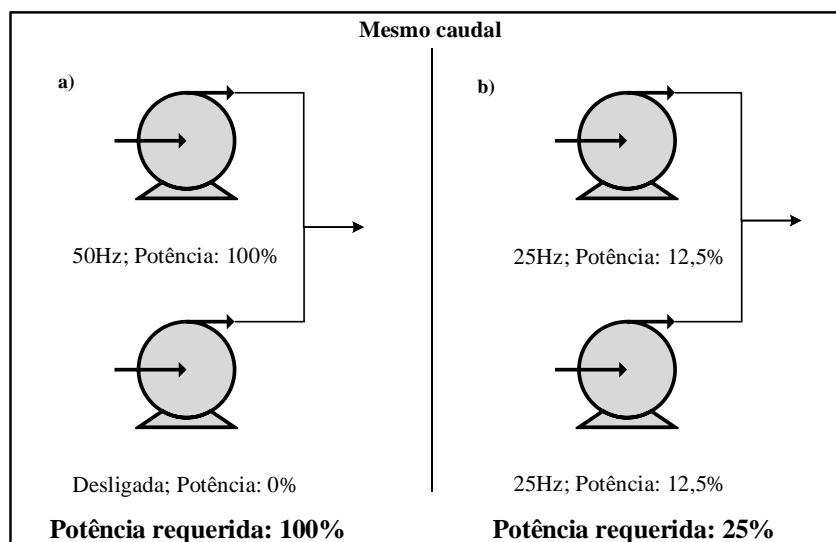 Mesmo caudal
a)
50Hz; Potência: 100%
Desligada; Potência: 0%
Potência requerida: 100%
b)
25Hz; Potência: 12,5%
25Hz; Potência: 12,5%
Potência requerida: 25%